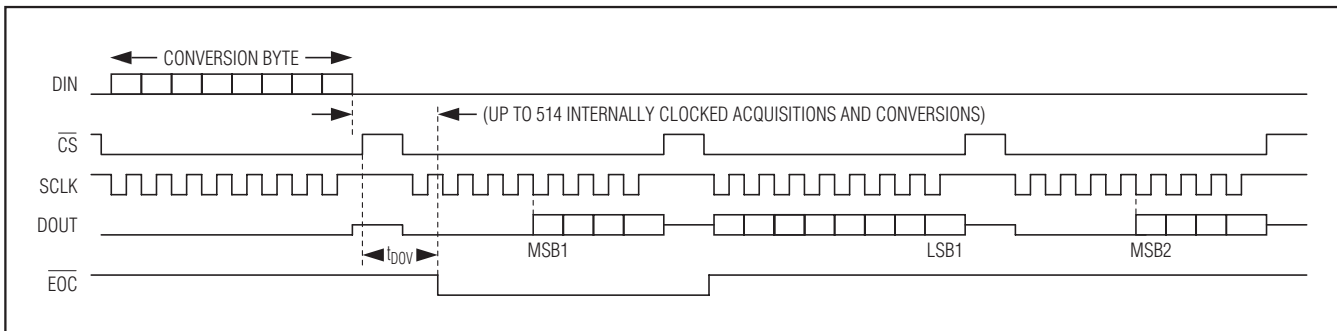 CONVERSION BYTE
DIN
(UP TO 514 INTERNALLY CLOCKED ACQUISITIONS AND CONVERSIONS)
CS
SCLK
DOUT
MSB1
LSB1
MSB2
tDOV
EOC